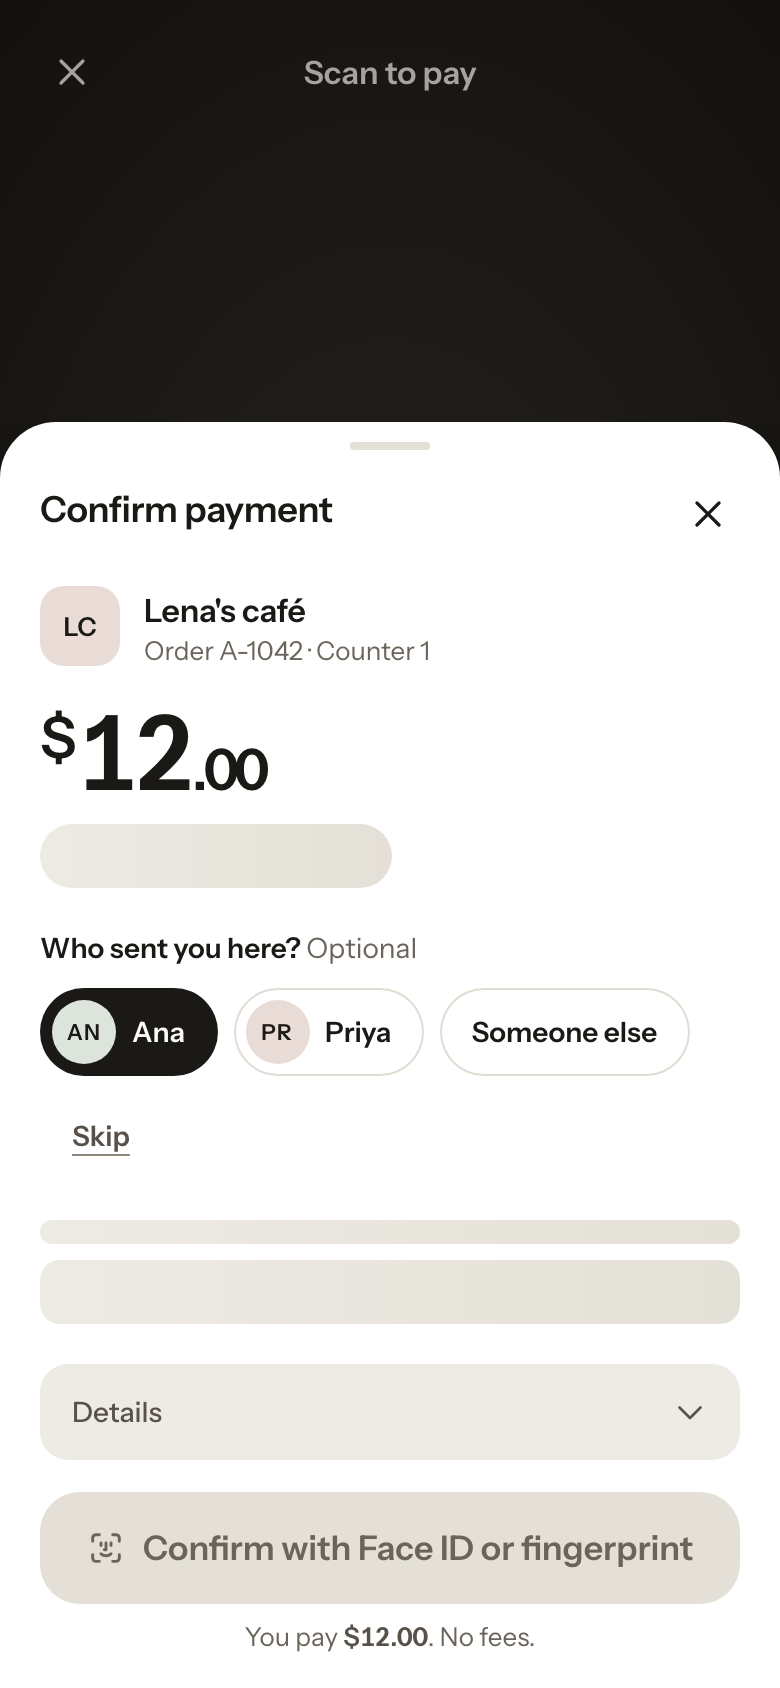 Scan to pay
Confirm payment
LC
Lena's café
Order A-1042 · Counter 1
$12.00
Who sent you here? Optional
AN Ana PR Priya Someone else
Skip
Details
Confirm with Face ID or fingerprint
You pay $12.00. No fees.